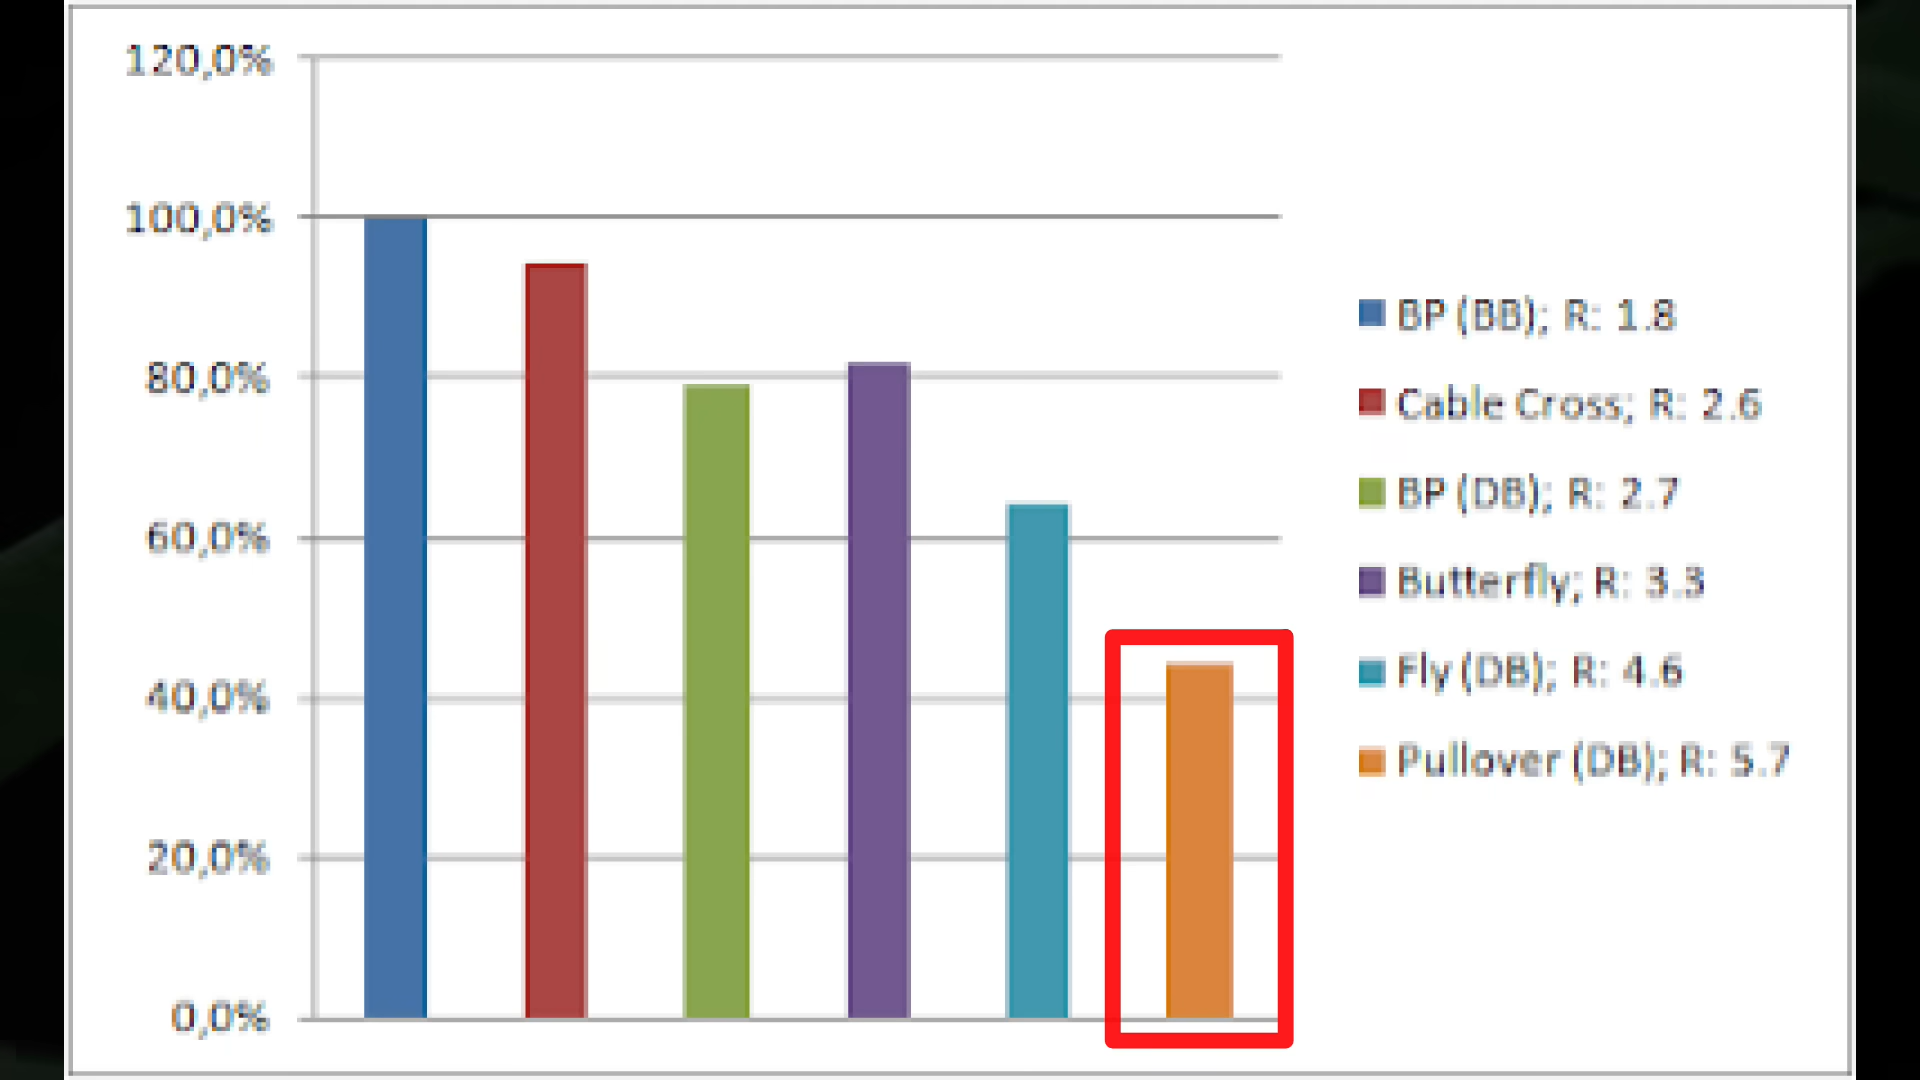 120,0%
100,0%
80,0%
60,0%
40,0%
20,0%
0,0%
BP (BB); R: 1.8
Cable Cross; R: 2.6
BP (DB); R: 2.7
Butterfly; R: 3.3
Fly (DB); R: 4.6
Pullover (DB); R: 5.7